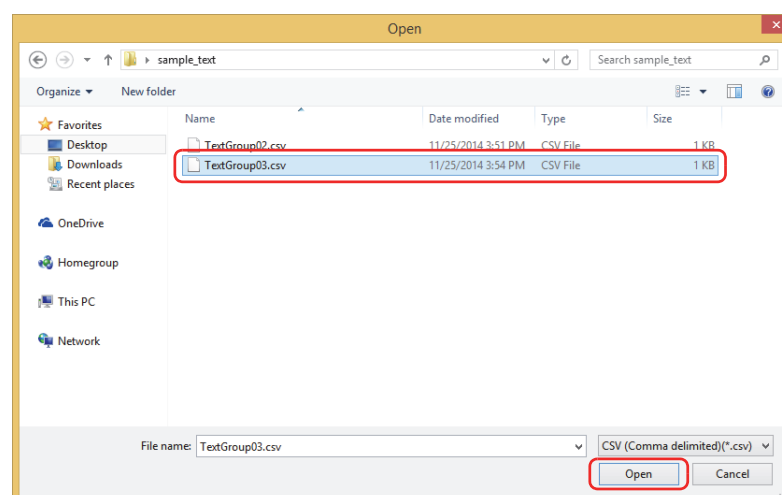 Open
sample_text
Search sample_text
Organize
New folder
Name
Date modified
Type
Size
Favorites
Desktop
Downloads
Recent places
OneDrive
Homegroup
This PC
Network
TextGroup02.csv 11/25/2014 3:51 PM CSV File 1 KB
TextGroup03.csv 11/25/2014 3:54 PM CSV File 1 KB
File name: TextGroup03.csv
CSV (Comma delimited)(*.csv)
Open
Cancel